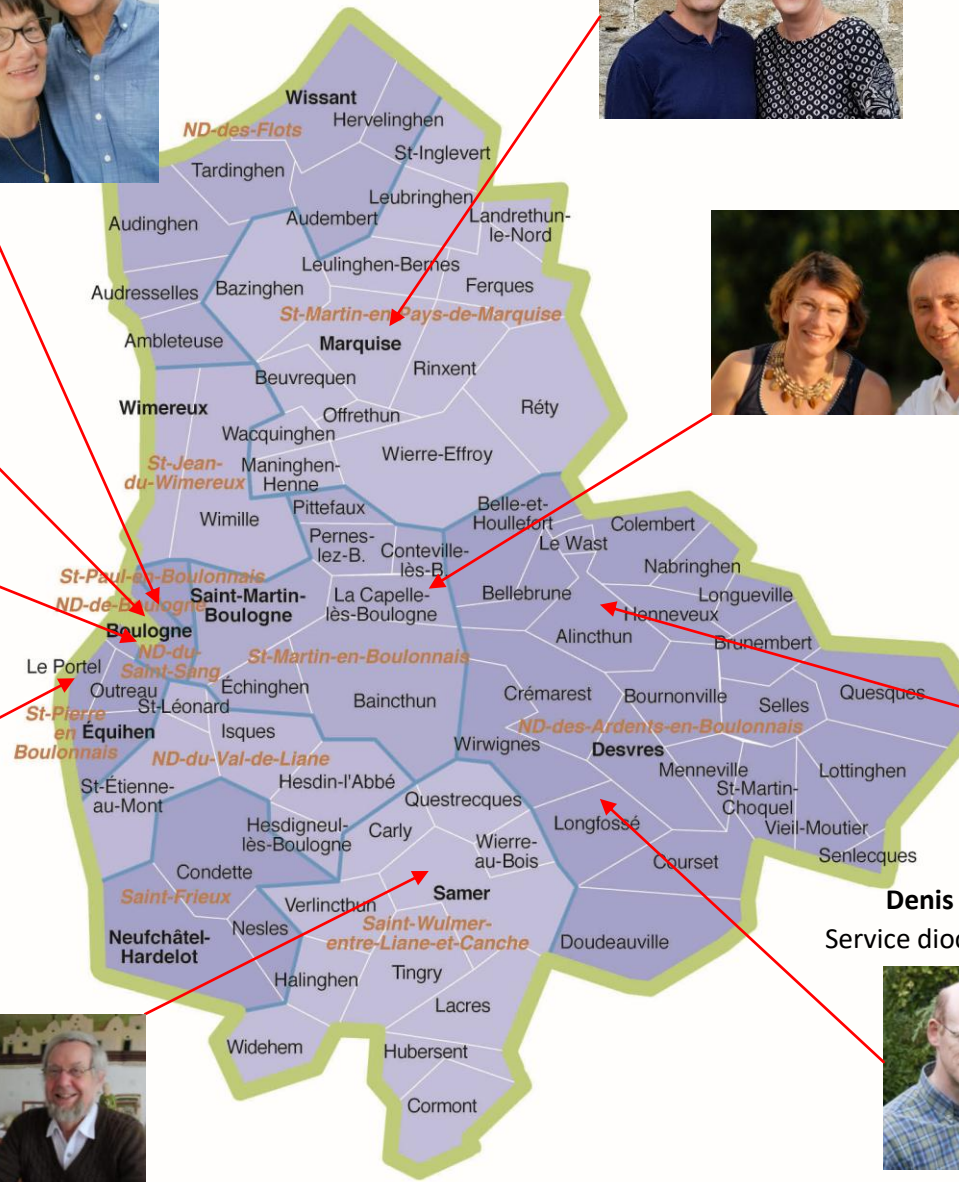 Wissant
ND-des-Flots
Hervelinghen
St-Inglevert
Tardinghen
Leubringhen
Audinghen
Audembert
Landrethun-
le-Nord
Leulinghen-Bernes
Audresselles
Bazinghen
Ferques
St-Martin-en-Pays-de-Marquise
Ambleteuse
Marquise
Rinxent
Beuvrequen
Wimereux
Offrethun
Réty
Wacquinghen
St-Jean-
du-Wimereux
Maninghen-
Henne
Wierre-Effroy
Wimille
Pittefaux
Belle-et-
Houllefort
Colembert
Pernes-
lez-B.
Conteville-
lès-B.
Le Wast
Nabringhen
St-Paul-en-Boulonnais
ND-de-Boulogne
Saint-Martin-
Boulogne
La Capelle-
lès-Boulogne
Bellebrune
Longueville
Henneveux
Boulogne
Alincthun
Brunembert
ND-du-
Saint-Sang
St-Martin-en-Boulonnais
Le Portel
Outreau
Échinghen
St-Léonard
Baincthun
Crémarest
Bournonville
Selles
Quesques
St-Pierre
en
Boulonnais
Équihen
Isques
ND-des-Ardents-en-Boulonnais
Wirwignes
Desvres
ND-du-Val-de-Liane
Menneville
Lottinghen
St-Étienne-
au-Mont
Hesdin-l'Abbé
St-Martin-
Choquel
Questrecques
Hesdigneul-
lès-Boulogne
Carly
Longfossé
Vieil-Moutier
Wierre-
au-Bois
Courset
Senlecques
Condette
Saint-Frieux
Verlincthun
Samer
Denis
Neufchâtel-
Hardelot
Nesles
Saint-Wulmer-
entre-Liane-et-Canche
Doudeauville
Service dioc
Halinghen
Tingry
Lacres
Widehem
Hubersent
Cormont